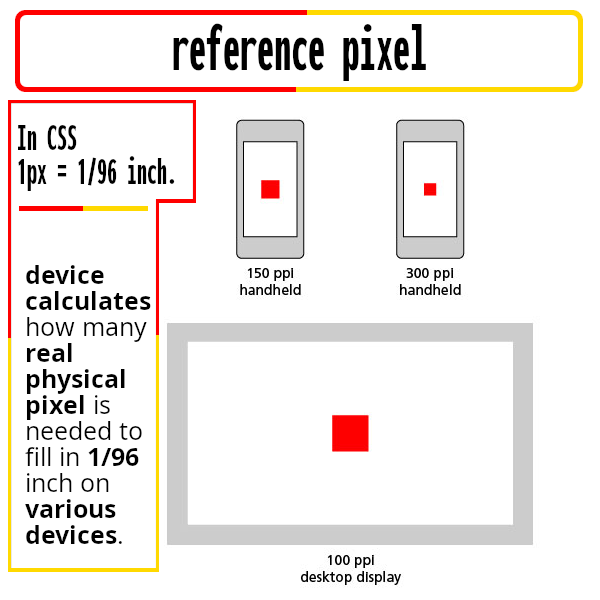 reference pixel
In CSS
1px = 1/96 inch.
device
calculates
how many
real
physical
pixel is
needed to
fill in 1/96
inch on
various
devices.
150 ppi
handheld
300 ppi
handheld
100 ppi
desktop display